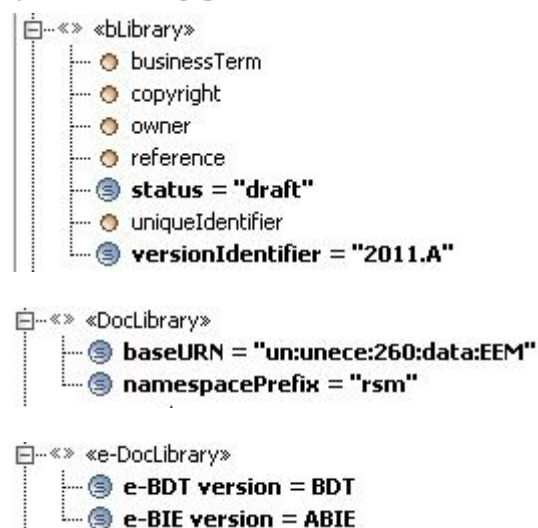 «bLibrary»
businessTerm
copyright
owner
reference
status = "draft"
uniqueIdentifier
versionIdentifier = "2011.A"
«DocLibrary»
baseURN = "un:unece:260:data:EEM"
namespacePrefix = "rsm"
«e-DocLibrary»
e-BDT version = BDT
e-BIE version = ABIE